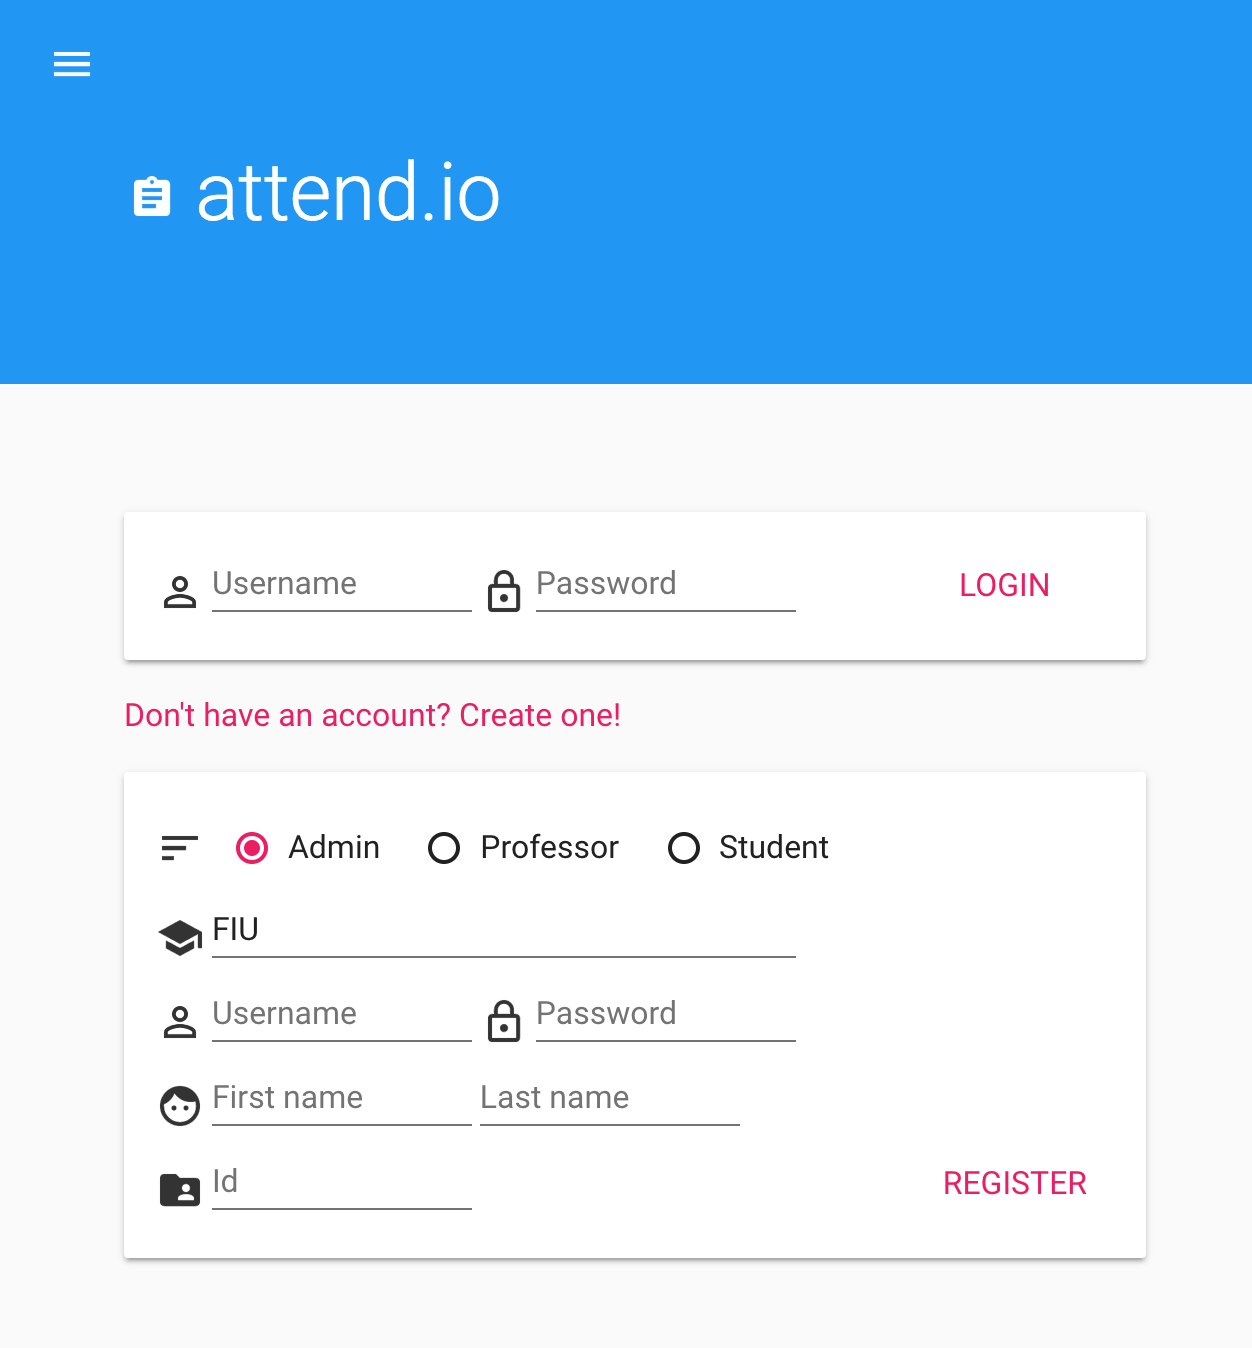 attend.io
Username Password LOGIN
Don't have an account? Create one!
Admin Professor Student
FIU
Username Password
First name Last name
Id REGISTER